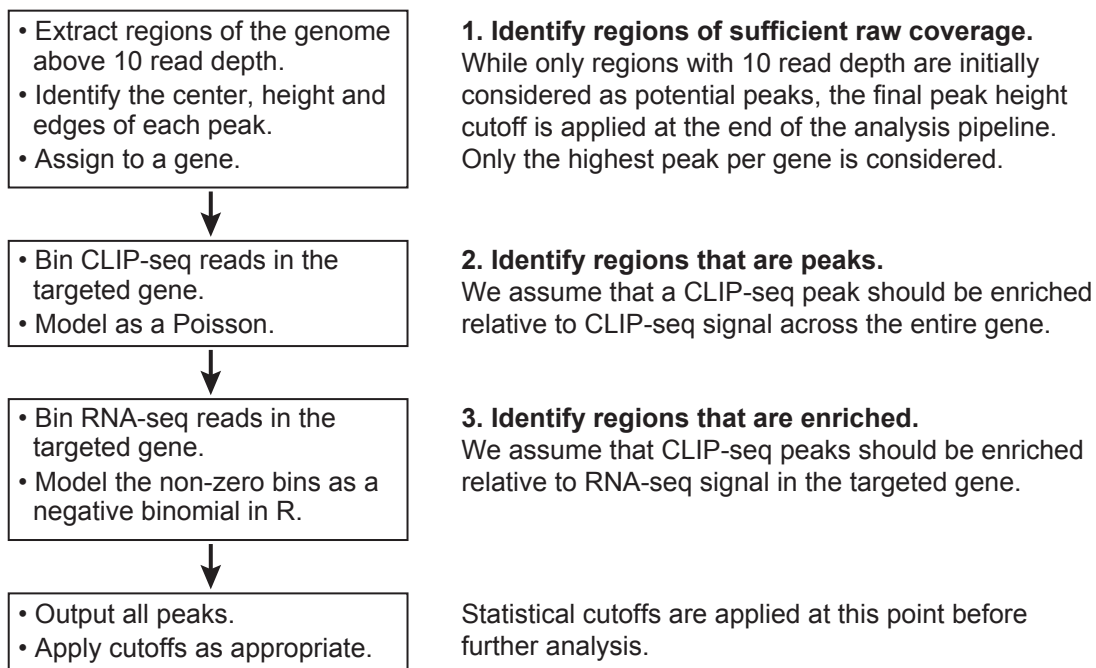 • Extract regions of the genome
above 10 read depth.
• Identify the center, height and
edges of each peak.
• Assign to a gene.
1. Identify regions of sufficient raw coverage.
While only regions with 10 read depth are initially
considered as potential peaks, the final peak height
cutoff is applied at the end of the analysis pipeline.
Only the highest peak per gene is considered.
• Bin CLIP-seq reads in the
targeted gene.
• Model as a Poisson.
2. Identify regions that are peaks.
We assume that a CLIP-seq peak should be enriched
relative to CLIP-seq signal across the entire gene.
• Bin RNA-seq reads in the
targeted gene.
• Model the non-zero bins as a
negative binomial in R.
3. Identify regions that are enriched.
We assume that CLIP-seq peaks should be enriched
relative to RNA-seq signal in the targeted gene.
• Output all peaks.
• Apply cutoffs as appropriate.
Statistical cutoffs are applied at this point before
further analysis.